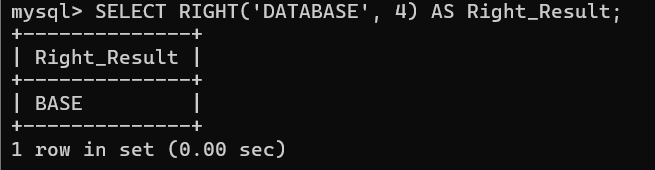 mysql> SELECT RIGHT('DATABASE', 4) AS Right_Result;
+--------------+
| Right_Result |
+--------------+
| BASE         |
+--------------+
1 row in set (0.00 sec)